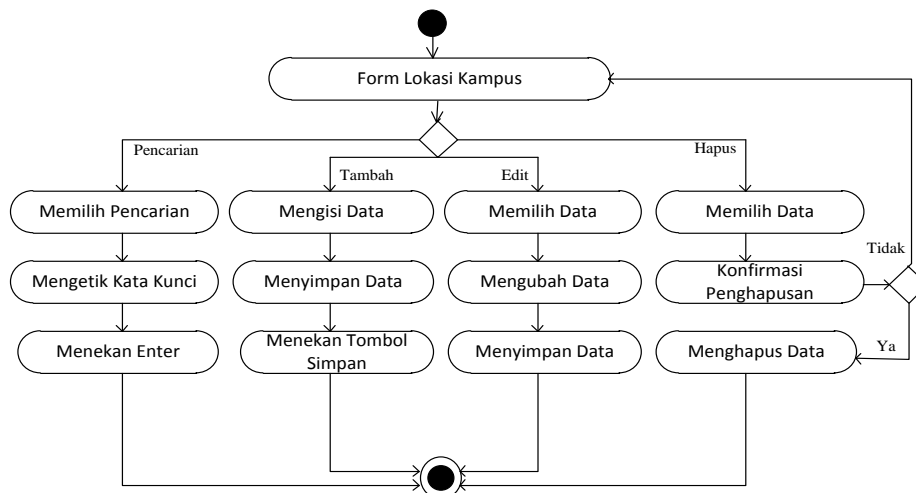 Form Lokasi Kampus
Pencarian
Tambah
Edit
Hapus
Memilih Pencarian
Mengisi Data
Memilih Data
Memilih Data
Tidak
Mengetik Kata Kunci
Menyimpan Data
Mengubah Data
Konfirmasi
Penghapusan
Menekan Enter
Menekan Tombol
Simpan
Menyimpan Data
Menghapus Data
Ya